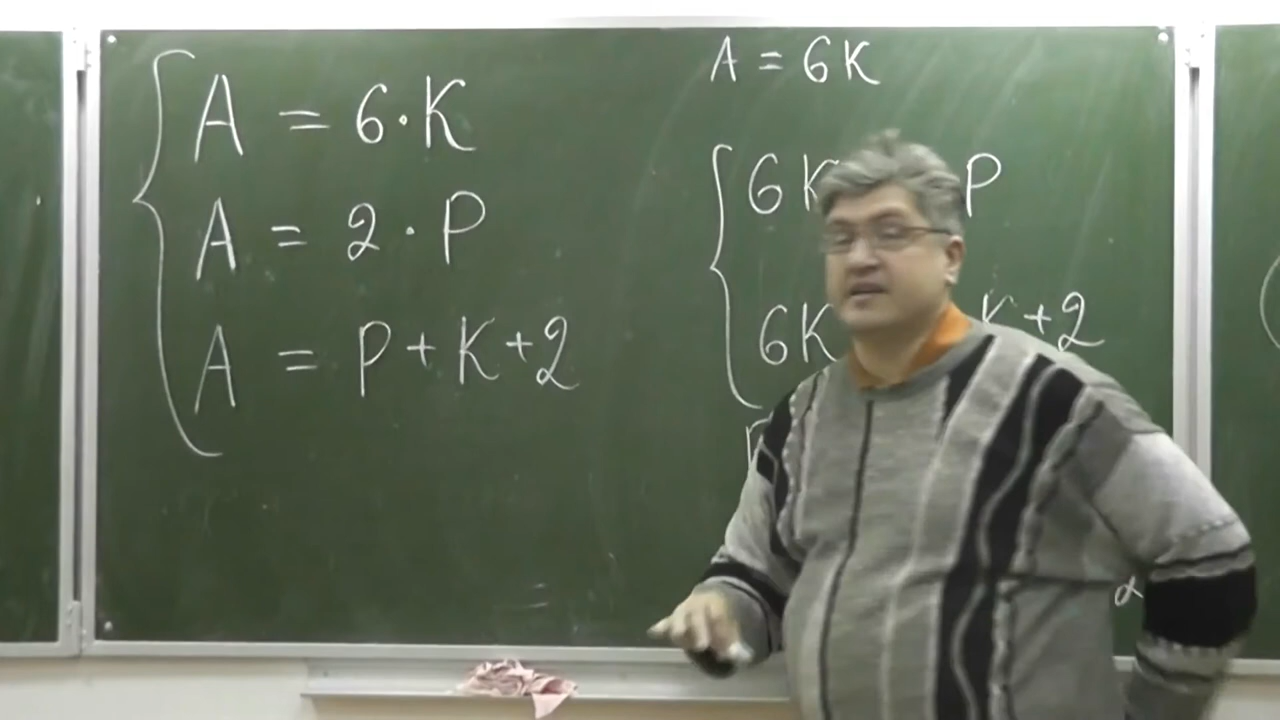 A = 6·K
A = 2·P
A = P+K+2
A = 6K
6K P
6K K+2